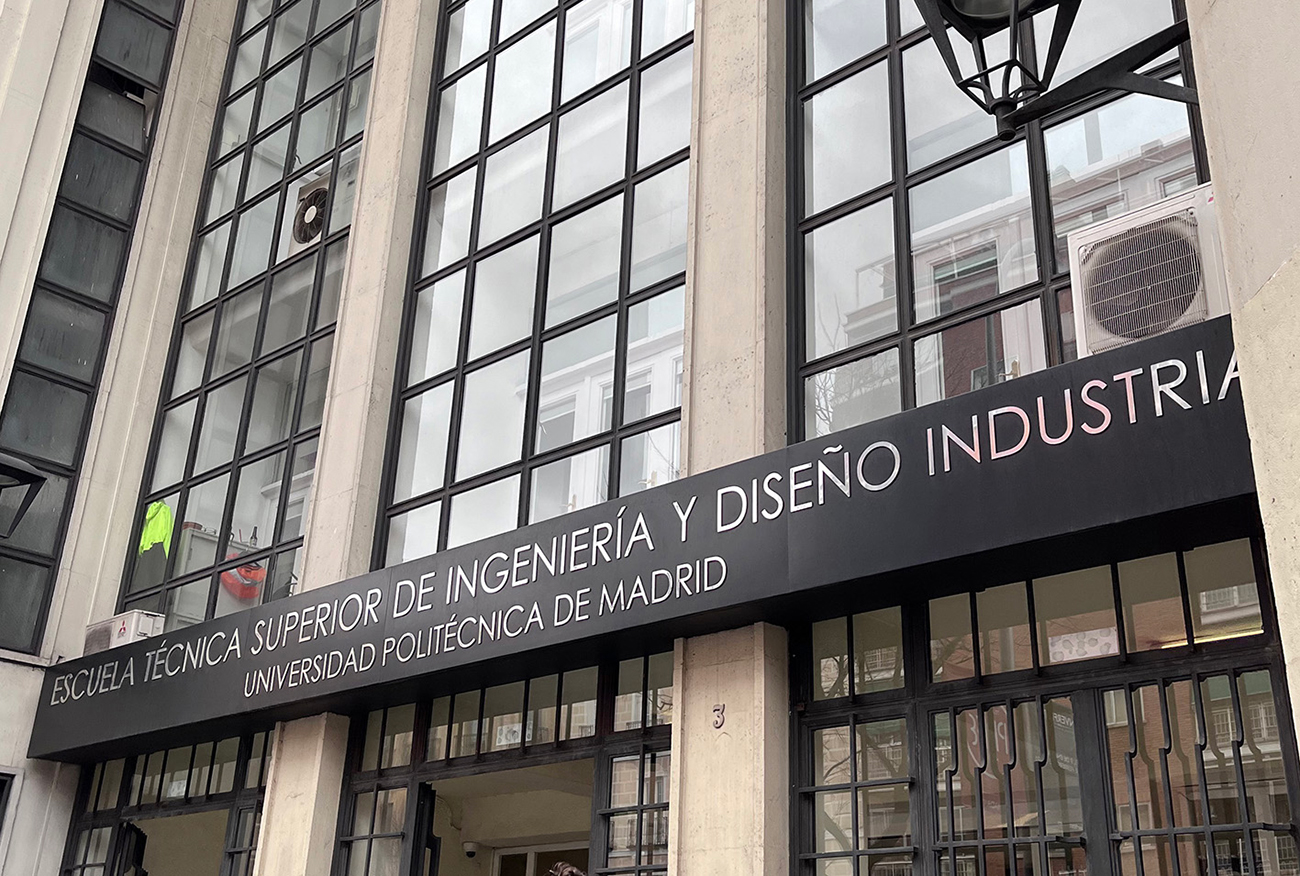 ESCUELA TÉCNICA SUPERIOR DE INGENIERÍA Y DISEÑO INDUSTRIA
UNIVERSIDAD POLITÉCNICA DE MADRID
3